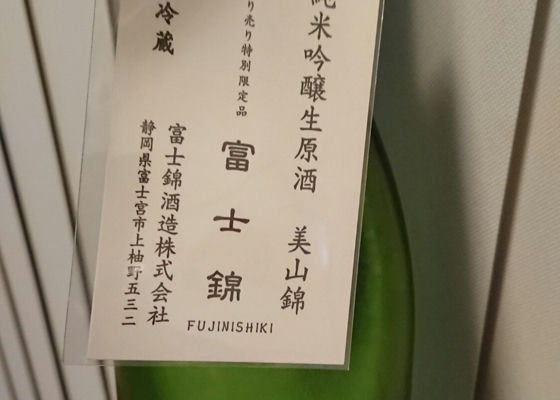 純米吟醸生原酒 美山錦
り売り特別限定品
富士錦
FUJINISHIKI
冷蔵
富士錦酒造株式会社
静岡県富士宮市上柚野五三二